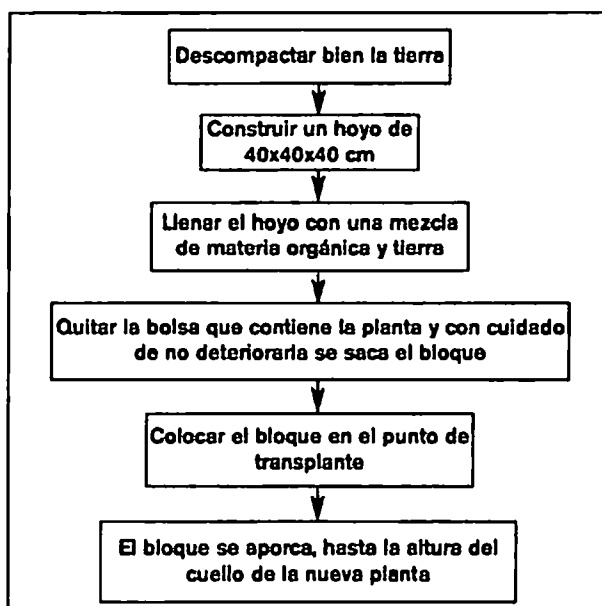 Descompactar bien la tierra
Construir un hoyo de
40x40x40 cm
Llenar el hoyo con una mezcla
de materia orgánica y tierra
Quitar la bolsa que contiene la planta y con cuidado
de no deteriorarla se saca el bloque
Colocar el bloque en el punto de
transplante
El bloque se aporca, hasta la altura del
cuello de la nueva planta